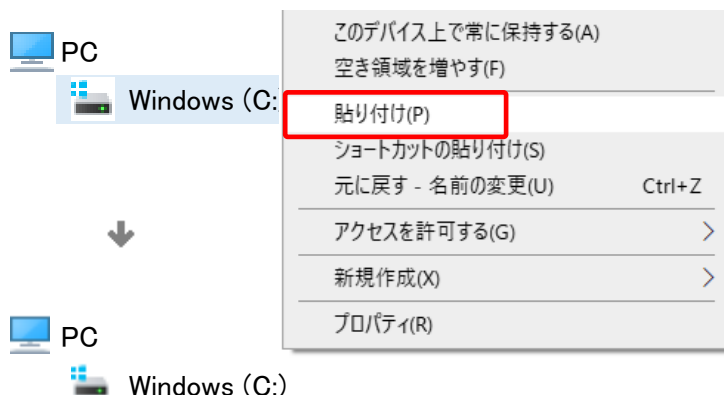 PC
Windows (C:
このデバイス上で常に保持する(A)
空き領域を増やす(F)
貼り付け(P)
ショートカットの貼り付け(S)
元に戻す - 名前の変更(U) Ctrl+Z
アクセスを許可する(G)
新規作成(X)
プロパティ(R)
PC
Windows (C:)